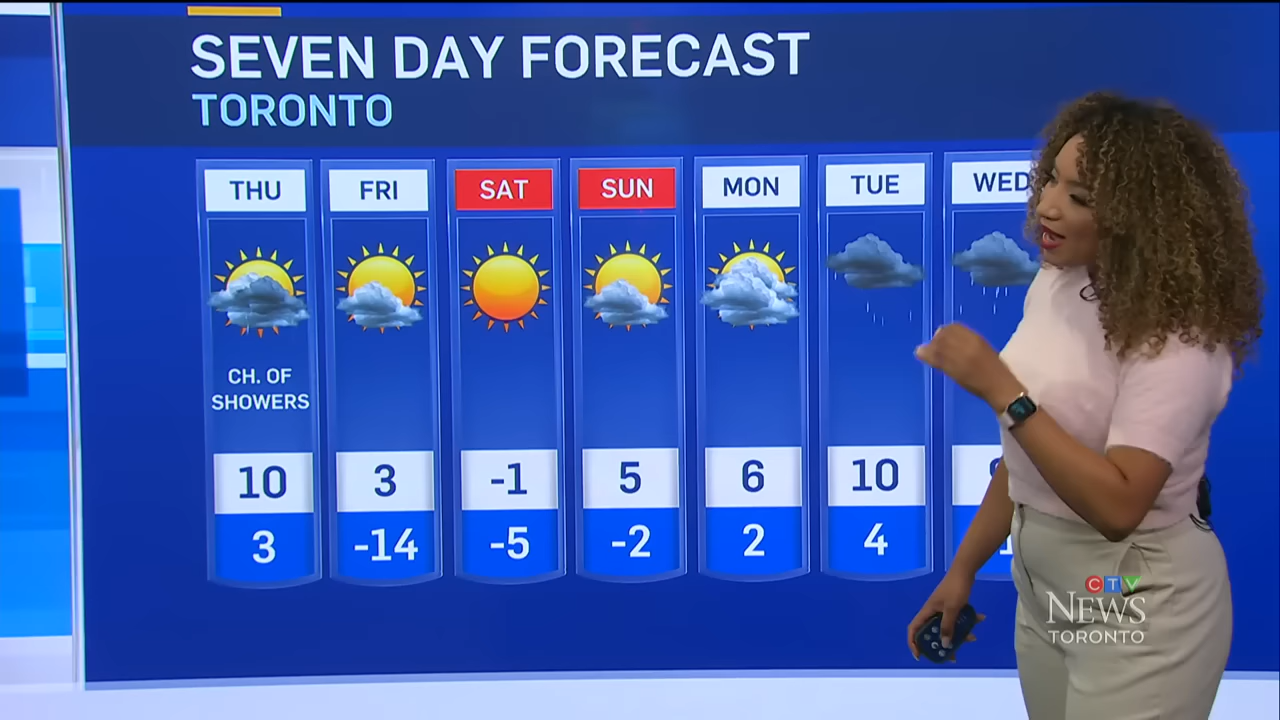 SEVEN DAY FORECAST
TORONTO
THU FRI SAT SUN MON TUE WED
CH. OF
SHOWERS
10 3 -1 5 6 10
3 -14 -5 -2 2 4
CTV
NEWS
TORONTO